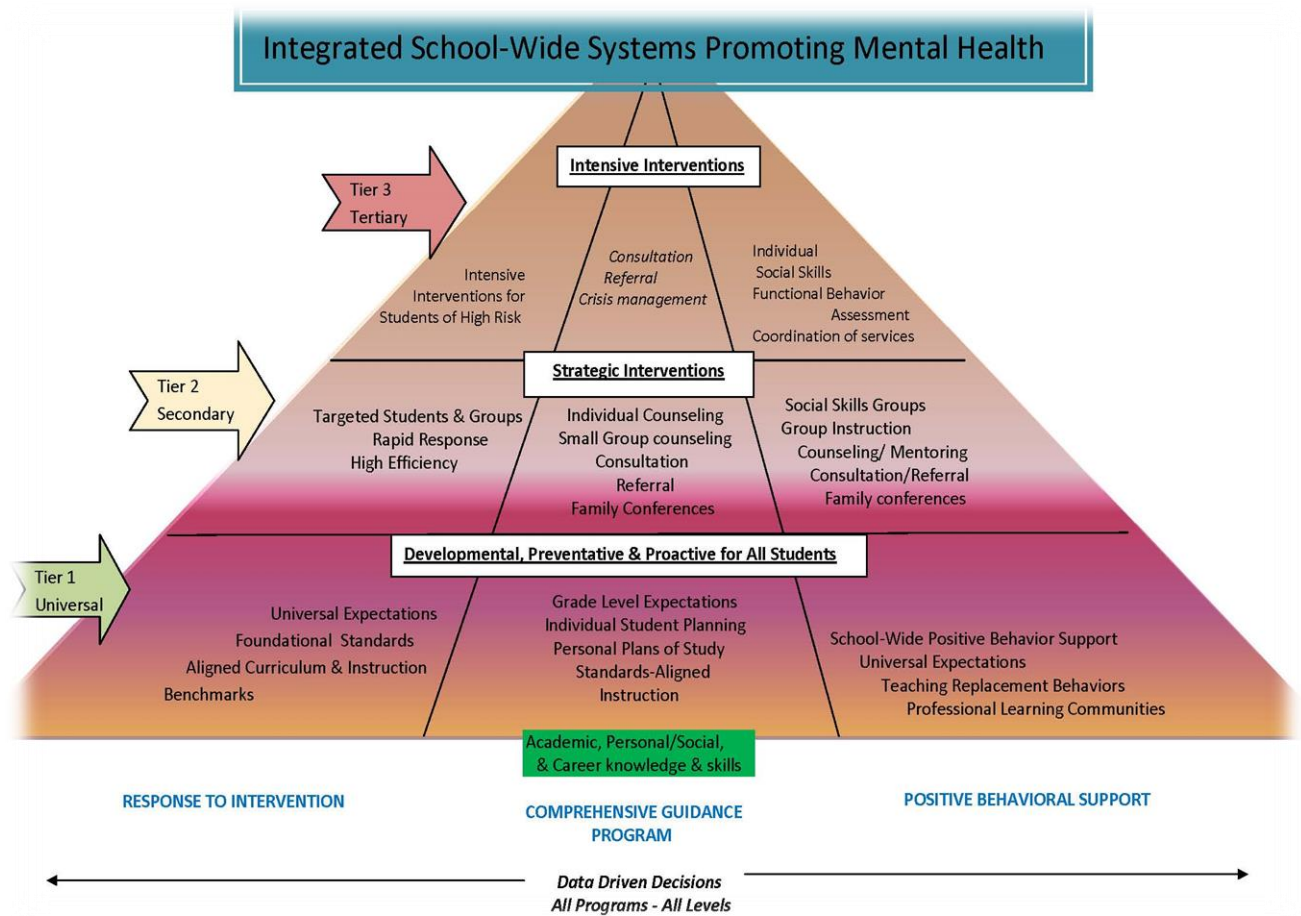 Integrated School-Wide Systems Promoting Mental Health
Intensive Interventions
Tier 3
Tertiary
Intensive
Interventions for
Students of High Risk
Consultation
Referral
Crisis management
Individual
Social Skills
Functional Behavior
Assessment
Coordination of services
Strategic Interventions
Tier 2
Secondary
Targeted Students & Groups
Rapid Response
High Efficiency
Individual Counseling
Small Group counseling
Consultation
Referral
Family Conferences
Social Skills Groups
Group Instruction
Counseling/ Mentoring
Consultation/Referral
Family conferences
Developmental, Preventative & Proactive for All Students
Tier 1
Universal
Universal Expectations
Foundational Standards
Aligned Curriculum & Instruction
Benchmarks
Grade Level Expectations
Individual Student Planning
Personal Plans of Study
Standards-Aligned
Instruction
School-Wide Positive Behavior Support
Universal Expectations
Teaching Replacement Behaviors
Professional Learning Communities
Academic, Personal/Social,
& Career knowledge & skills
RESPONSE TO INTERVENTION
COMPREHENSIVE GUIDANCE
PROGRAM
POSITIVE BEHAVIORAL SUPPORT
Data Driven Decisions
All Programs - All Levels